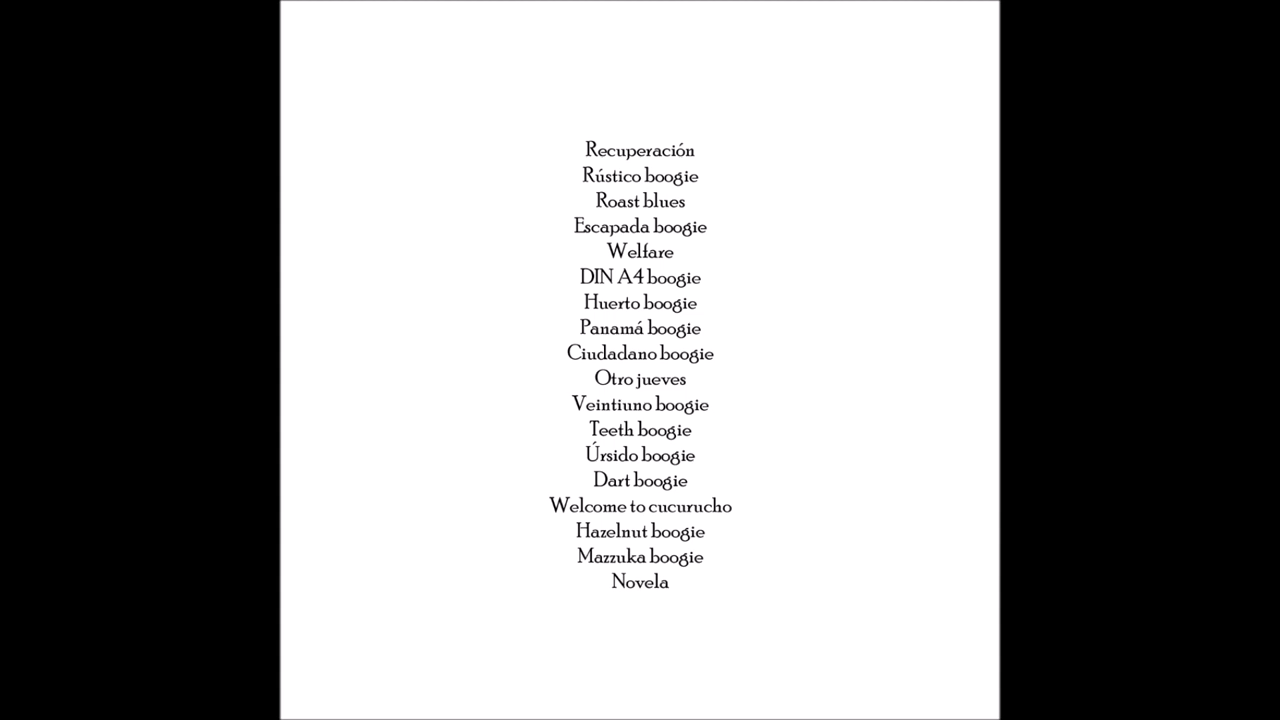 Recuperación
Rústico boogie
Roast blues
Escapada boogie
Welfare
DIN A4 boogie
Huerto boogie
Panamá boogie
Ciudadano boogie
Otro jueves
Veintiuno boogie
Teeth boogie
Úrsido boogie
Dart boogie
Welcome to cucurucho
Hazelnut boogie
Mazzuka boogie
Novela